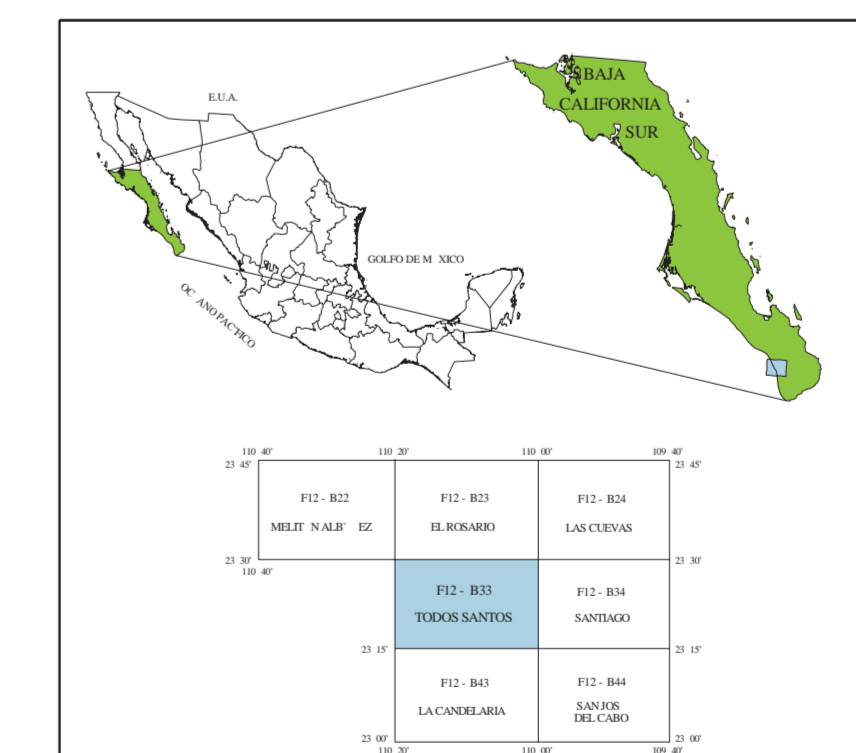 BAJA
CALIFORNIA
SUR
E.U.A.
GOLFO DE M XICO
OC ANO PAC"FICO
110 40' 110 20' 110 00' 109 40'
23 45' 23 45'
F12 - B22 F12 - B23 F12 - B24
MELIT N ALB` EZ EL ROSARIO LAS CUEVAS
23 30' 23 30'
110 40'
F12 - B33 F12 - B34
TODOS SANTOS SANTIAGO
23 15' 23 15'
F12 - B43 F12 - B44
LA CANDELARIA SAN JOS
DEL CABO
23 00' 23 00'
110 20' 110 00' 109 40'